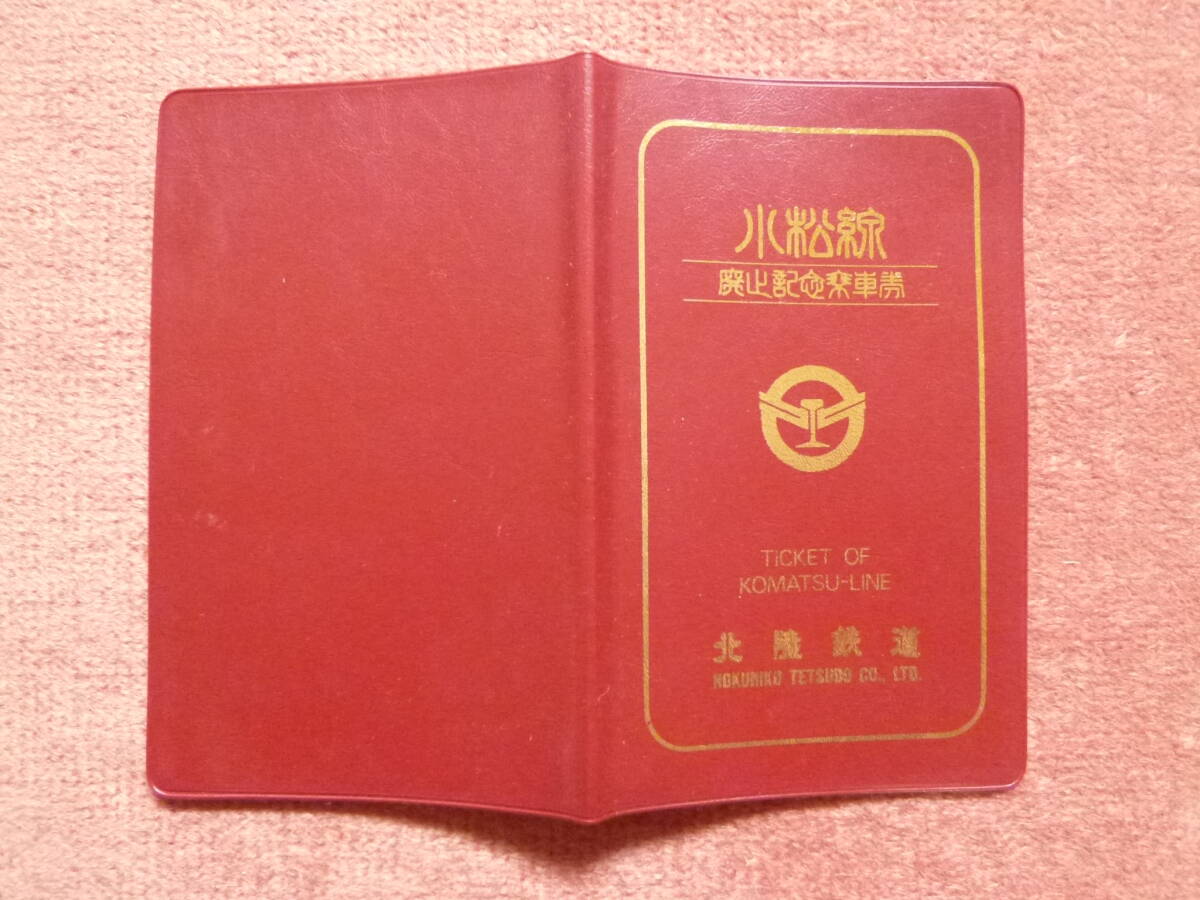 小松線
廃止記念乗車券
TICKET OF
KOMATSU-LINE
北陸鉄道
HOKURIKU TETSUDO CO., LTD.